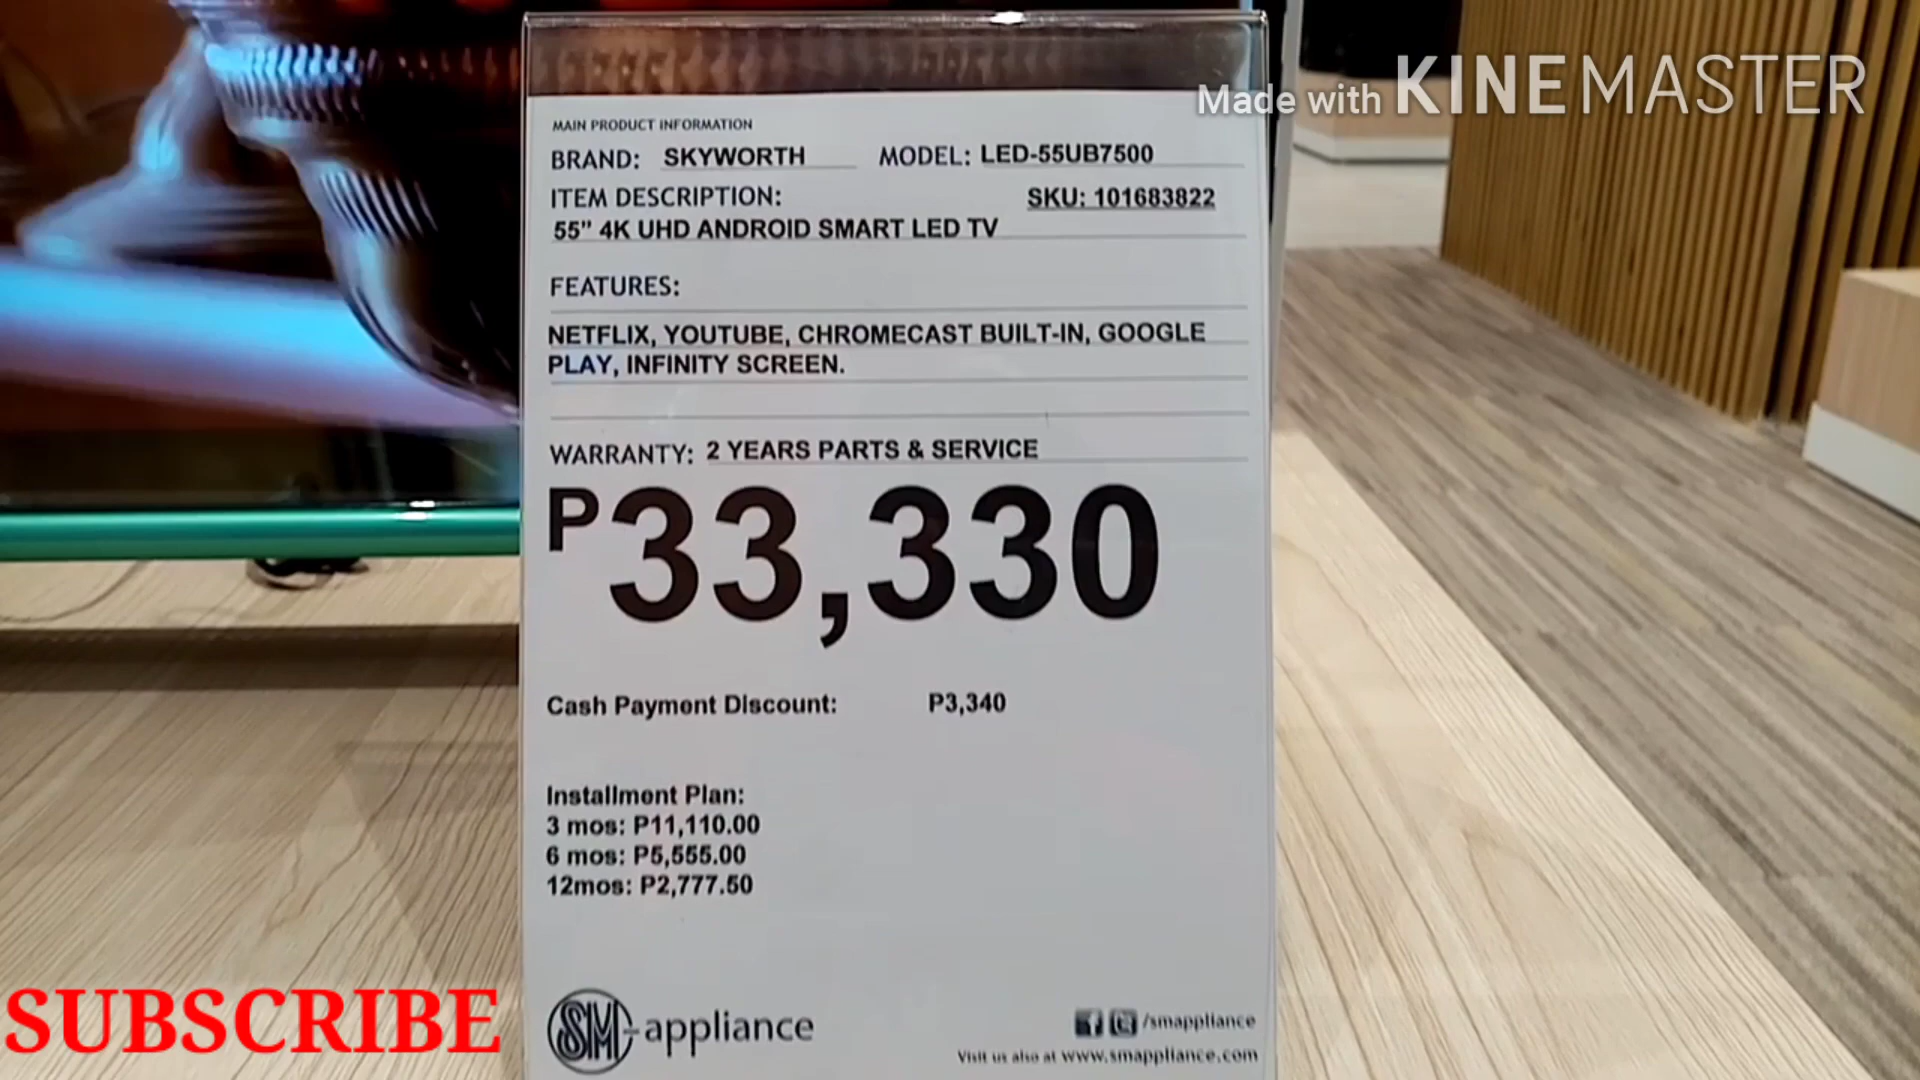 Made with KINEMASTER
MAIN PRODUCT INFORMATION
BRAND: SKYWORTH MODEL: LED-55UB7500
ITEM DESCRIPTION: SKU: 101683822
55" 4K UHD ANDROID SMART LED TV
FEATURES:
NETFLIX, YOUTUBE, CHROMECAST BUILT-IN, GOOGLE
PLAY, INFINITY SCREEN.
WARRANTY: 2 YEARS PARTS & SERVICE
P33,330
Cash Payment Discount: P3,340
Installment Plan:
3 mos: P11,110.00
6 mos: P5,555.00
12mos: P2,777.50
SM appliance
/smappliance
Visit us also at www.smappliance.com
SUBSCRIBE